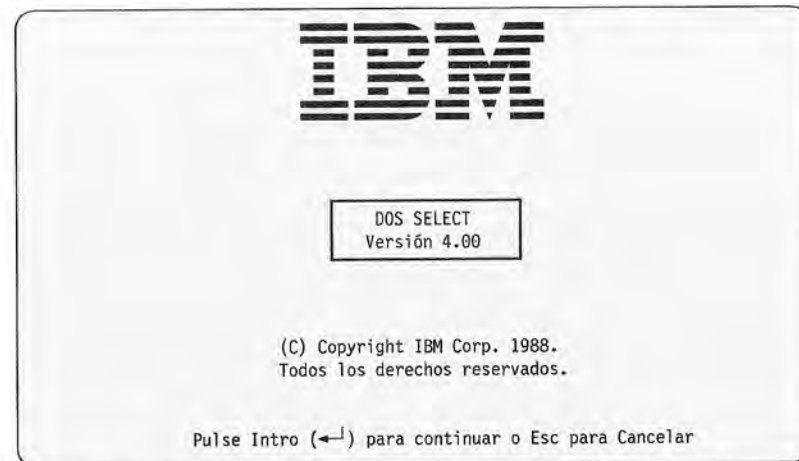 IBM
DOS SELECT
Versión 4.00
(C) Copyright IBM Corp. 1988.
Todos los derechos reservados.
Pulse Intro (↵) para continuar o Esc para Cancelar